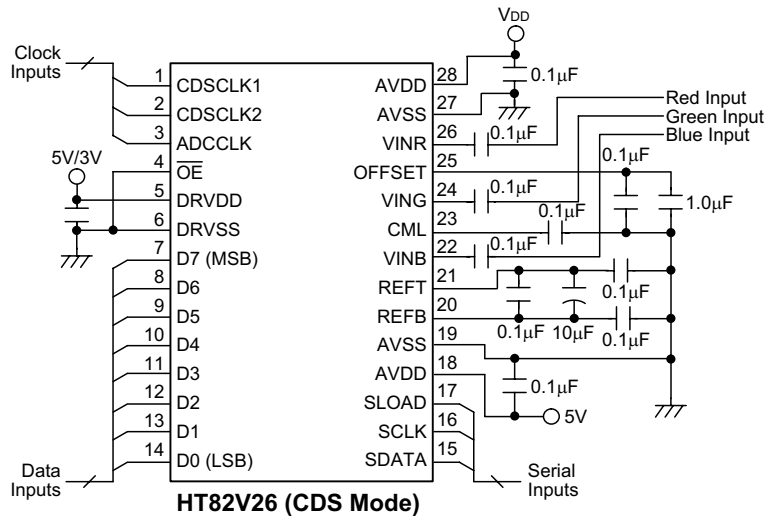 VDD
Clock
Inputs
1 CDSCLK1
2 CDSCLK2
3 ADCCLK
4 OE
5V/3V
5 DRVDD
6 DRVSS
7 D7 (MSB)
8 D6
9 D5
10 D4
11 D3
12 D2
13 D1
14 D0 (LSB)
Data
Inputs
AVDD 28
0.1μF
AVSS 27
VINR 26
0.1μF
Red Input
Green Input
Blue Input
OFFSET 25
0.1μF
VING 24
0.1μF
1.0μF
CML 23
0.1μF
VINB 22
0.1μF
REFT 21
0.1μF
REFB 20
0.1μF
10μF
0.1μF
AVSS 19
AVDD 18
0.1μF
5V
SLOAD 17
SCLK 16
SDATA 15
Serial
Inputs
HT82V26 (CDS Mode)